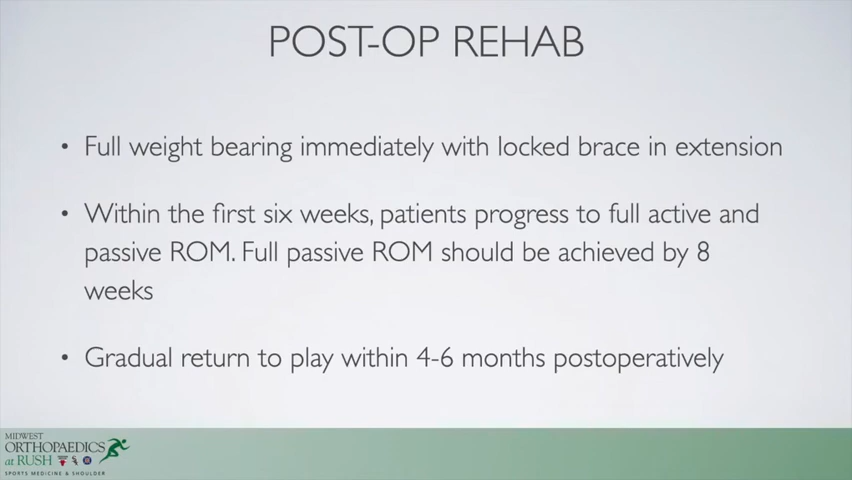 POST-OP REHAB
• Full weight bearing immediately with locked brace in extension
• Within the first six weeks, patients progress to full active and
passive ROM. Full passive ROM should be achieved by 8
weeks
• Gradual return to play within 4-6 months postoperatively
MIDWEST
ORTHOPAEDICS
at RUSH
SPORTS MEDICINE & SHOULDER